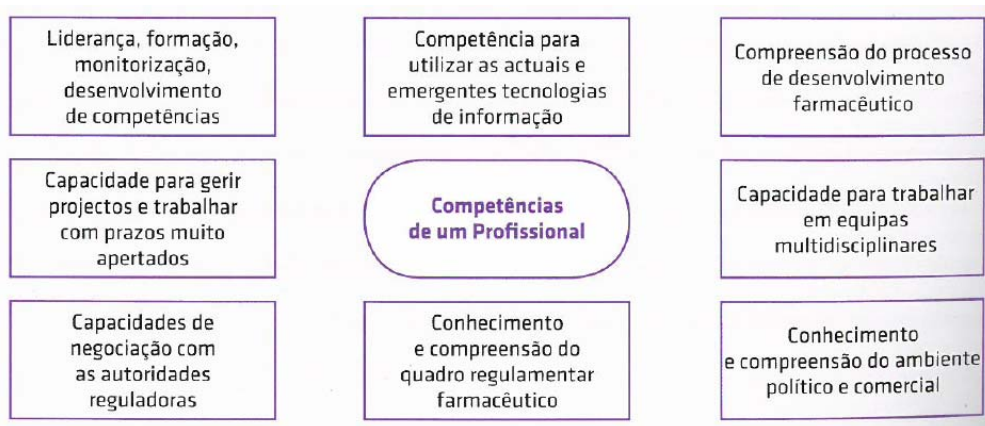 Liderança, formação,
monitorização,
desenvolvimento
de competências
Competência para
utilizar as actuais e
emergentes tecnologias
de informação
Compreensão do processo
de desenvolvimento
farmacêutico
Capacidade para gerir
projectos e trabalhar
com prazos muito
apertados
Competências
de um Profissional
Capacidade para trabalhar
em equipas
multidisciplinares
Capacidades de
negociação com
as autoridades
reguladoras
Conhecimento
e compreensão do
quadro regulamentar
farmacêutico
Conhecimento
e compreensão do ambiente
político e comercial